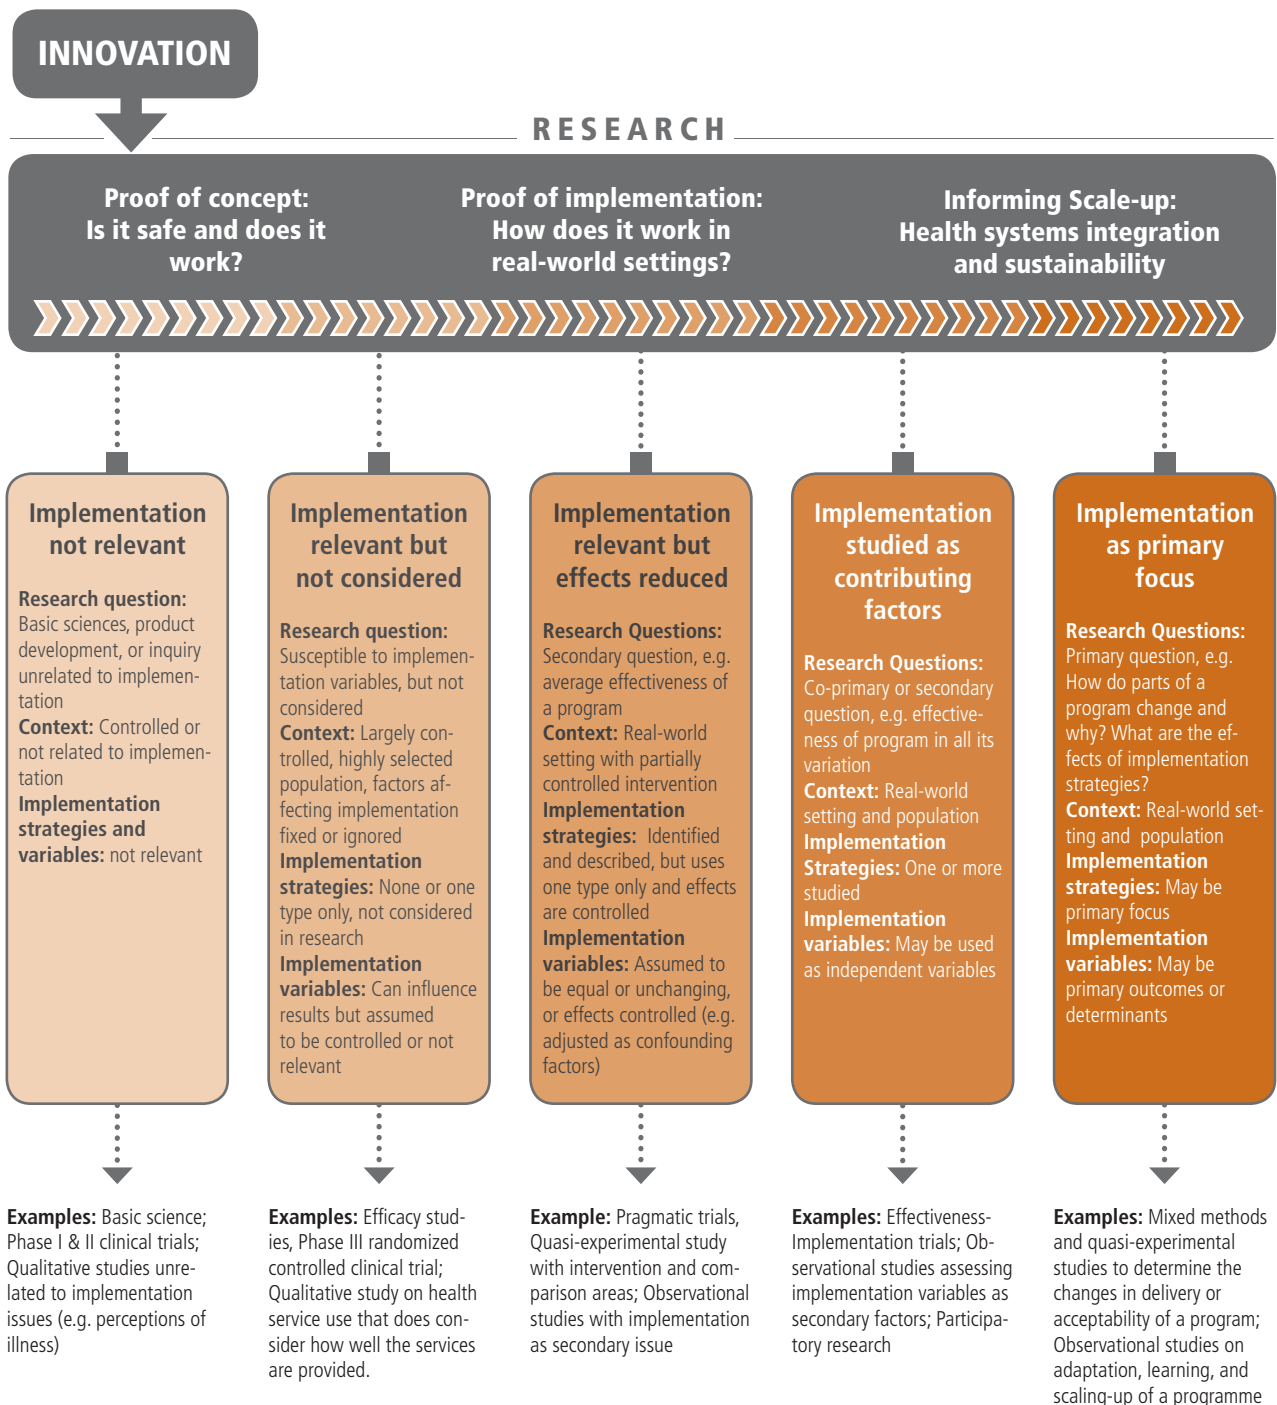 INNOVATION
RESEARCH
Proof of concept:
Is it safe and does it
work?
Proof of implementation:
How does it work in
real-world settings?
Informing Scale-up:
Health systems integration
and sustainability
Implementation
not relevant
Research question:
Basic sciences, product
development, or inquiry
unrelated to implemen-
tation
Context: Controlled or
not related to implemen-
tation
Implementation
strategies and
variables: not relevant
Implementation
relevant but
not considered
Research question:
Susceptible to implemen-
tation variables, but not
considered
Context: Largely con-
trolled, highly selected
population, factors af-
fecting implementation
fixed or ignored
Implementation
strategies: None or one
type only, not considered
in research
Implementation
variables: Can influence
results but assumed
to be controlled or not
relevant
Implementation
relevant but
effects reduced
Research Questions:
Secondary question, e.g.
average effectiveness of
a program
Context: Real-world
setting with partially
controlled intervention
Implementation
strategies: Identified
and described, but uses
one type only and effects
are controlled
Implementation
variables: Assumed to
be equal or unchanging,
or effects controlled (e.g.
adjusted as confounding
factors)
Implementation
studied as
contributing
factors
Research Questions:
Co-primary or secondary
question, e.g. effective-
ness of program in all its
variation
Context: Real-world
setting and population
Implementation
Strategies: One or more
studied
Implementation
variables: May be used
as independent variables
Implementation
as primary
focus
Research Questions:
Primary question, e.g.
How do parts of a
program change and
why? What are the ef-
fects of implementation
strategies?
Context: Real-world set-
ting and population
Implementation
strategies: May be
primary focus
Implementation
variables: May be
primary outcomes or
determinants
Examples: Basic science;
Phase I & II clinical trials;
Qualitative studies unre-
lated to implementation
issues (e.g. perceptions of
illness)
Examples: Efficacy stud-
ies, Phase III randomized
controlled clinical trial;
Qualitative study on health
service use that does con-
sider how well the services
are provided.
Example: Pragmatic trials,
Quasi-experimental study
with intervention and com-
parison areas; Observational
studies with implementation
as secondary issue
Examples: Effectiveness-
Implementation trials; Ob-
servational studies assessing
implementation variables as
secondary factors; Participa-
tory research
Examples: Mixed methods
and quasi-experimental
studies to determine the
changes in delivery or
acceptability of a program;
Observational studies on
adaptation, learning, and
scaling-up of a programme